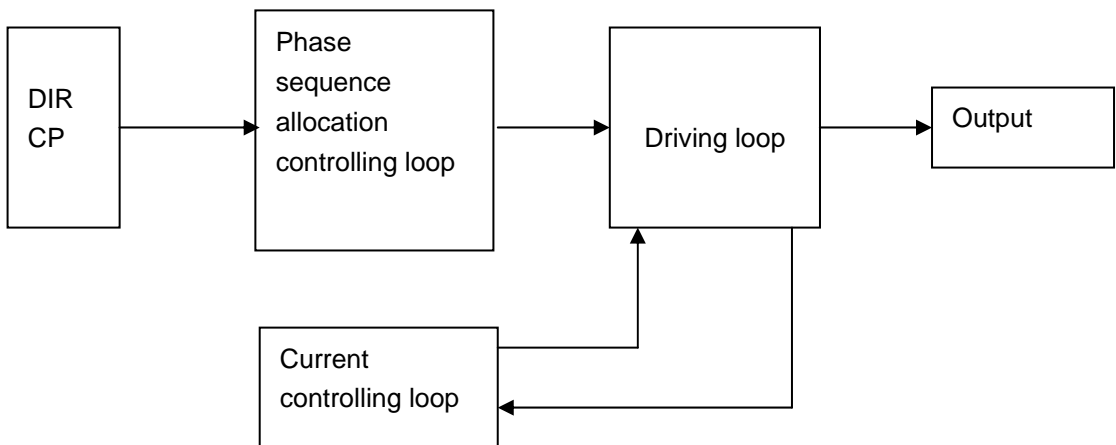 DIR
CP
Phase
sequence
allocation
controlling loop
Driving loop
Output
Current
controlling loop